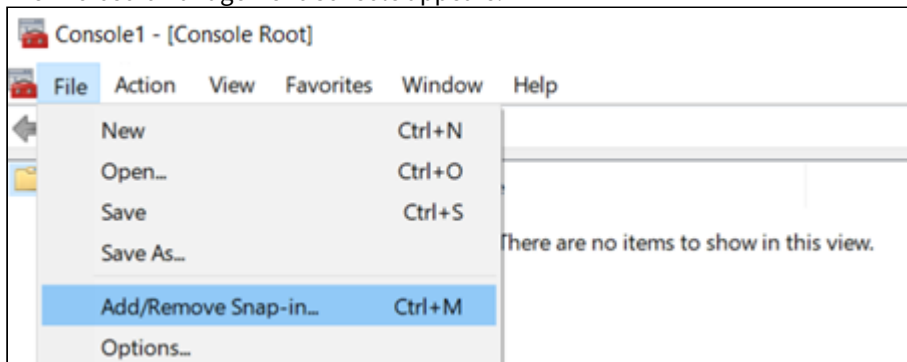 Console1 - [Console Root]
File Action View Favorites Window Help
New Ctrl+N
Open... Ctrl+O
Save Ctrl+S
Save As...
There are no items to show in this view.
Add/Remove Snap-in... Ctrl+M
Options...